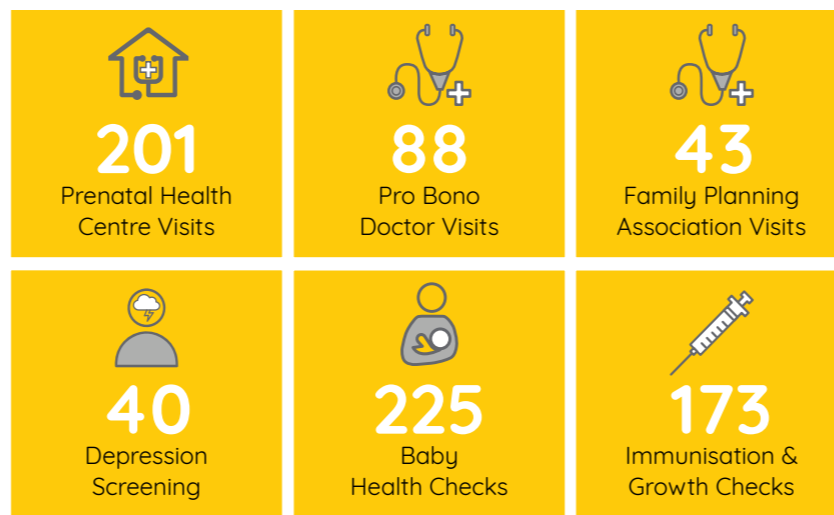 201
Prenatal Health
Centre Visits
88
Pro Bono
Doctor Visits
43
Family Planning
Association Visits
40
Depression
Screening
225
Baby
Health Checks
173
Immunisation &
Growth Checks